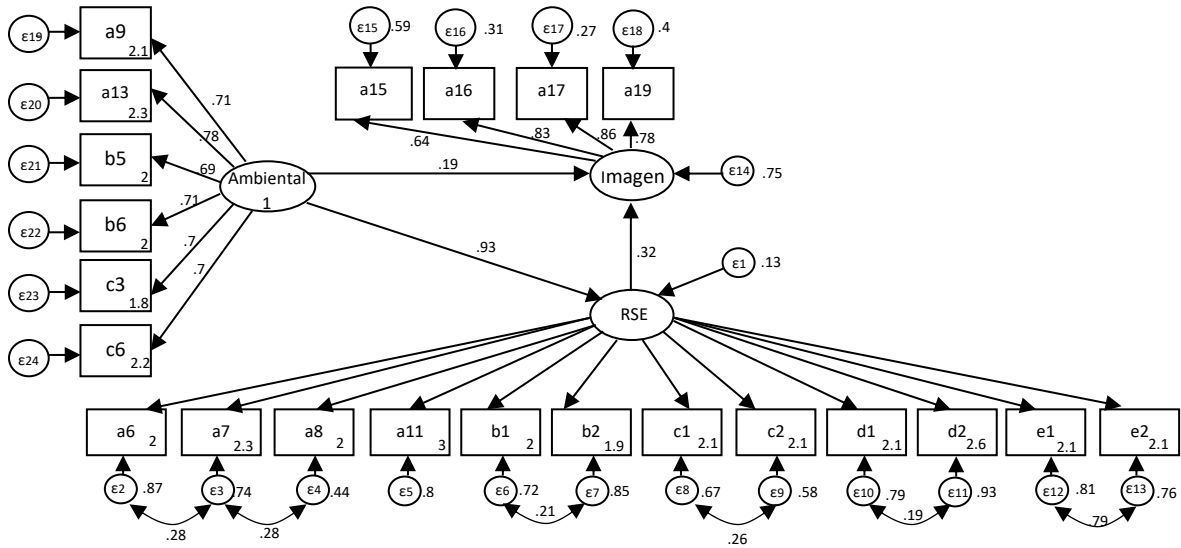 ε19 a9 2.1
ε20 a13 2.3
ε21 b5 2
ε22 b6 2
ε23 c3 1.8
ε24 c6 2.2
.71
.78
69
.71
.7
.7
Ambiental
1
ε15 .59 ε16 .31 ε17 .27 ε18 .4
a15 a16 a17 a19
.64 .83 .86 .78
.19
Imagen
ε14 .75
.93
.32
ε1 .13
RSE
a6 2 a7 2.3 a8 2 a11 3 b1 2 b2 1.9 c1 2.1 c2 2.1 d1 2.1 d2 2.6 e1 2.1 e2 2.1
ε2 .87 ε3 .74 ε4 .44 ε5 .8 ε6 .72 ε7 .85 ε8 .67 ε9 .58 ε10 .79 ε11 .93 ε12 .81 ε13 .76
.28 .28 .21 .26 .19 .79